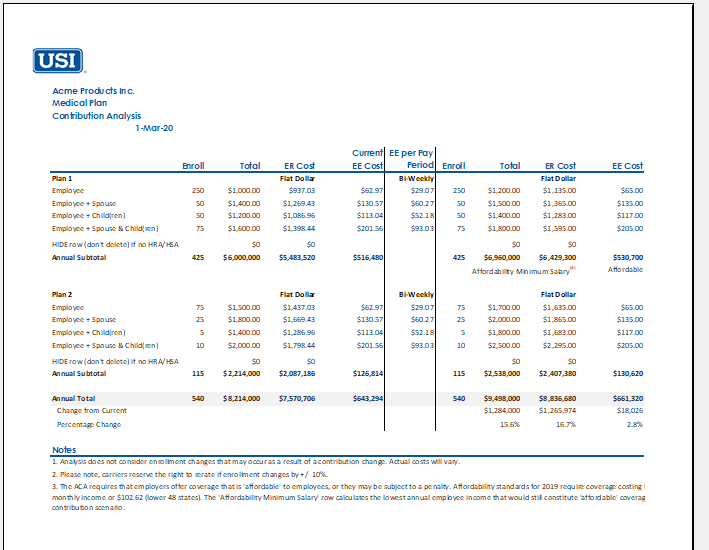 USI
Acme Products Inc.
Medical Plan
Contribution Analysis
1-Mar-20
Current EE per Pay
Enroll Total ER Cost EE Cost Period Enroll Total ER Cost EE Cost
Plan 1 Flat Dollar Bi-Weekly Flat Dollar
Employee 250 $1,000.00 $937.03 $62.97 $29.07 250 $1,200.00 $1,135.00 $65.00
Employee + Spouse 50 $1,400.00 $1,269.43 $130.57 $60.27 50 $1,500.00 $1,365.00 $135.00
Employee + Child(ren) 50 $1,200.00 $1,086.96 $113.04 $52.18 50 $1,400.00 $1,283.00 $117.00
Employee + Spouse & Child(ren) 75 $1,600.00 $1,398.44 $201.56 $93.03 75 $1,800.00 $1,595.00 $205.00
HIDE row (don't delete) if no HRA/HSA $0 $0 $0 $0
Annual Subtotal 425 $6,000,000 $5,483,520 $516,480 425 $6,960,000 $6,429,300 $530,700
Affordability Minimum Salary(3) Affordable
Plan 2 Flat Dollar Bi-Weekly Flat Dollar
Employee 75 $1,500.00 $1,437.03 $62.97 $29.07 75 $1,700.00 $1,635.00 $65.00
Employee + Spouse 25 $1,800.00 $1,669.43 $130.57 $60.27 25 $2,000.00 $1,865.00 $135.00
Employee + Child(ren) 5 $1,400.00 $1,286.96 $113.04 $52.18 5 $1,800.00 $1,683.00 $117.00
Employee + Spouse & Child(ren) 10 $2,000.00 $1,798.44 $201.56 $93.03 10 $2,500.00 $2,295.00 $205.00
HIDE row (don't delete) if no HRA/HSA $0 $0 $0 $0
Annual Subtotal 115 $2,214,000 $2,087,186 $126,814 115 $2,538,000 $2,407,380 $130,620
Annual Total 540 $8,214,000 $7,570,706 $643,294 540 $9,498,000 $8,836,680 $661,320
Change from Current $1,284,000 $1,265,974 $18,026
Percentage Change 15.6% 16.7% 2.8%
Notes
1. Analysis does not consider enrollment changes that may occur as a result of a contribution change. Actual costs will vary.
2. Please note, carriers reserve the right to rerate if enrollment changes by +/- 10%.
3. The ACA requires that employers offer coverage that is 'affordable' to employees, or they may be subject to a penalty. Affordability standards for 2019 require coverage costing
monthly income or $102.62 (lower 48 states). The 'Affordability Minimum Salary' row calculates the lowest annual employee income that would still constitute 'affordable' coverag
contribution scenario.